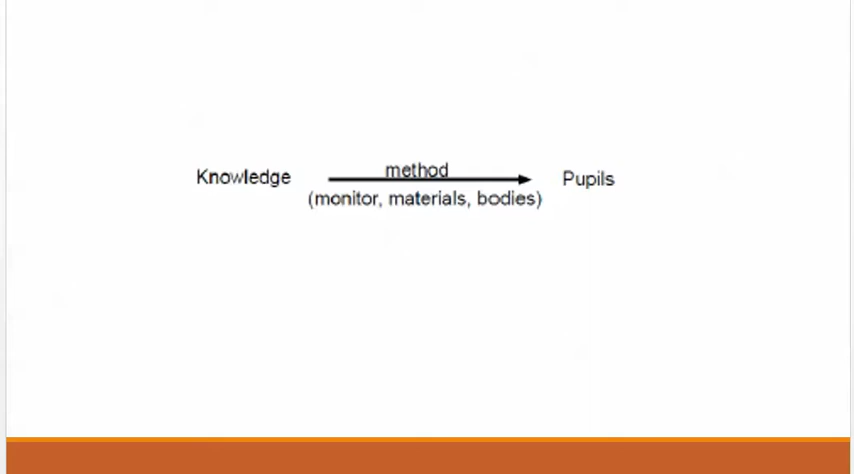 method
Knowledge Pupils
(monitor, materials, bodies)